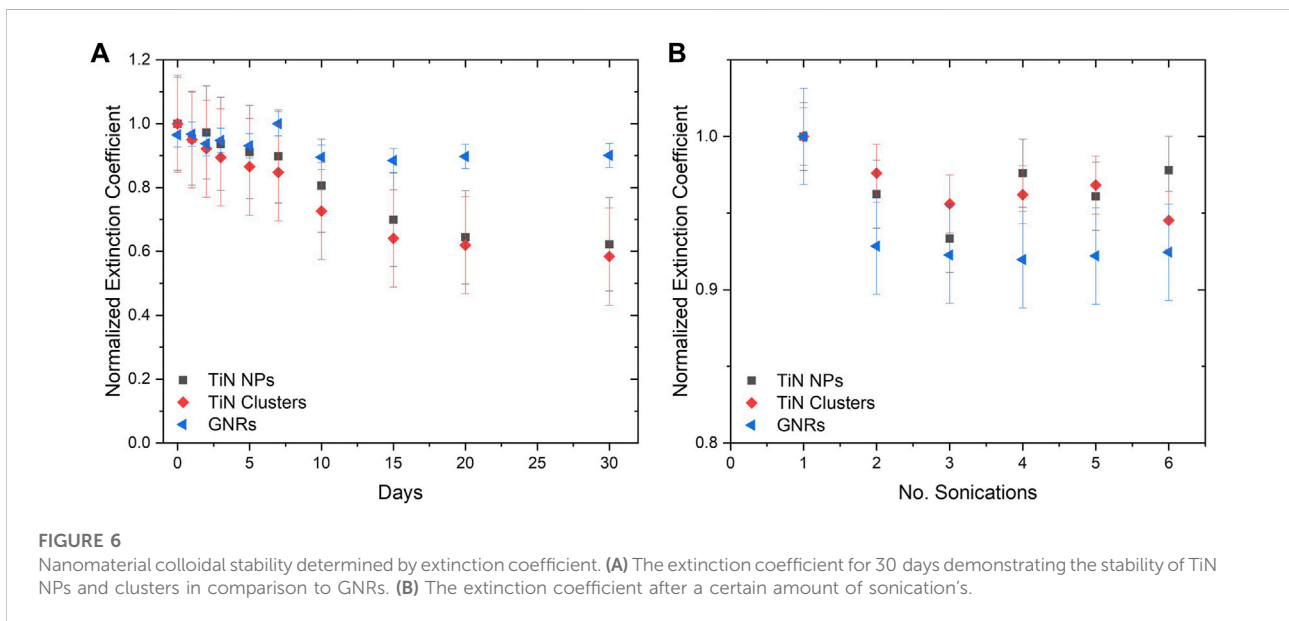 A
B
Normalized Extinction Coefficient
1.2
1.0
0.8
0.6
0.4
0.2
0.0
TiN NPs
TiN Clusters
GNRs
0 5 10 15 20 25 30
Days
Normalized Extinction Coefficient
1.0
0.9
0.8
TiN NPs
TiN Clusters
GNRs
0 1 2 3 4 5 6
No. Sonications
FIGURE 6
Nanomaterial colloidal stability determined by extinction coefficient. (A) The extinction coefficient for 30 days demonstrating the stability of TiN
NPs and clusters in comparison to GNRs. (B) The extinction coefficient after a certain amount of sonication's.